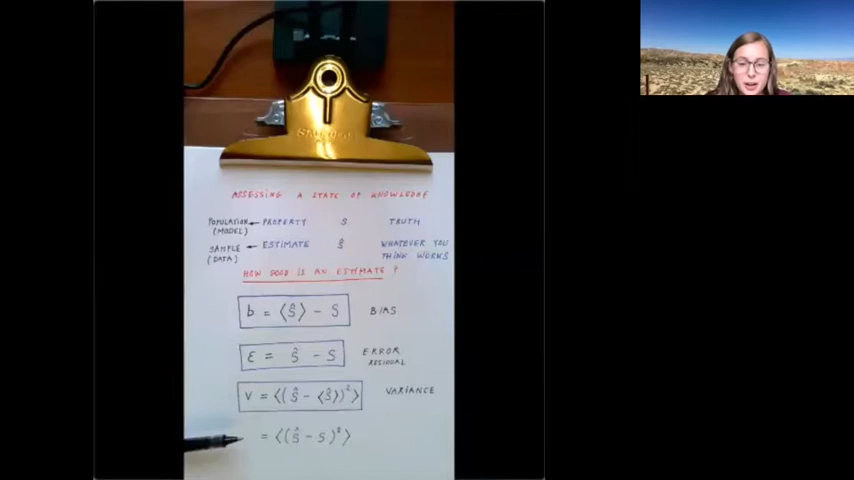 ASSESSING A STATE OF KNOWLEDGE
POPULATION ← PROPERTY S TRUTH
(MODEL)
SAMPLE ← ESTIMATE Ŝ WHATEVER YOU
(DATA) THINK WORKS
HOW GOOD IS AN ESTIMATE ?
b = ⟨Ŝ⟩ - S BIAS
ε = Ŝ - S ERROR
RESIDUAL
V = ⟨(Ŝ - ⟨Ŝ⟩)²⟩ VARIANCE
= ⟨(Ŝ - S)²⟩